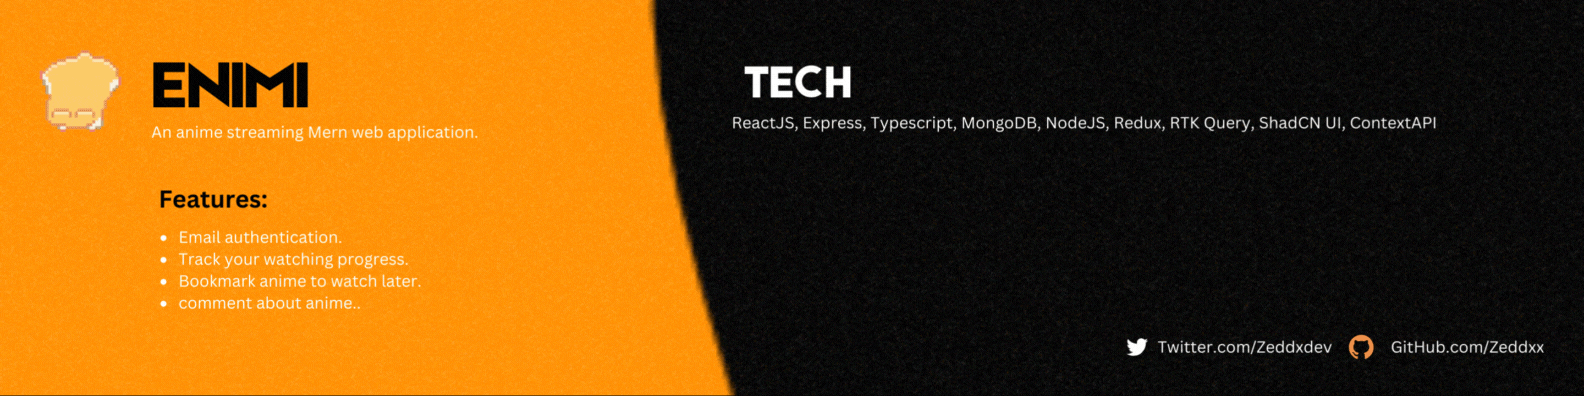 ENIMI
An anime streaming Mern web application.
Features:
• Email authentication.
• Track your watching progress.
• Bookmark anime to watch later.
• comment about anime..
TECH
ReactJS, Express, Typescript, MongoDB, NodeJS, Redux, RTK Query, ShadCN UI, ContextAPI
Twitter.com/Zeddxdev GitHub.com/Zeddxx